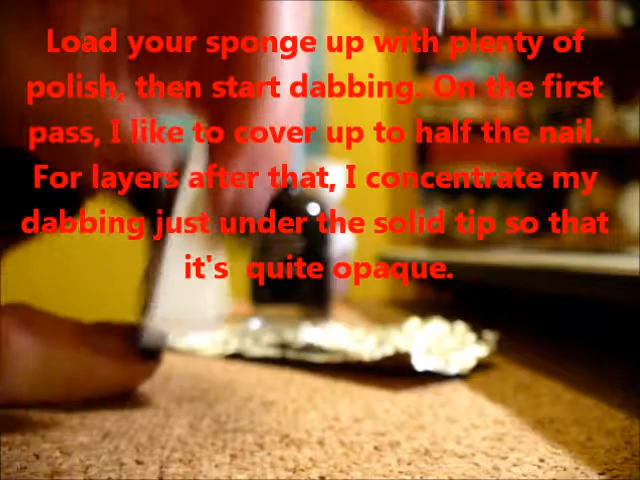 Load your sponge up with plenty of
polish, then start dabbing. On the first
pass, I like to cover up to half the nail.
For layers after that, I concentrate my
dabbing just under the solid tip so that
it's  quite opaque.